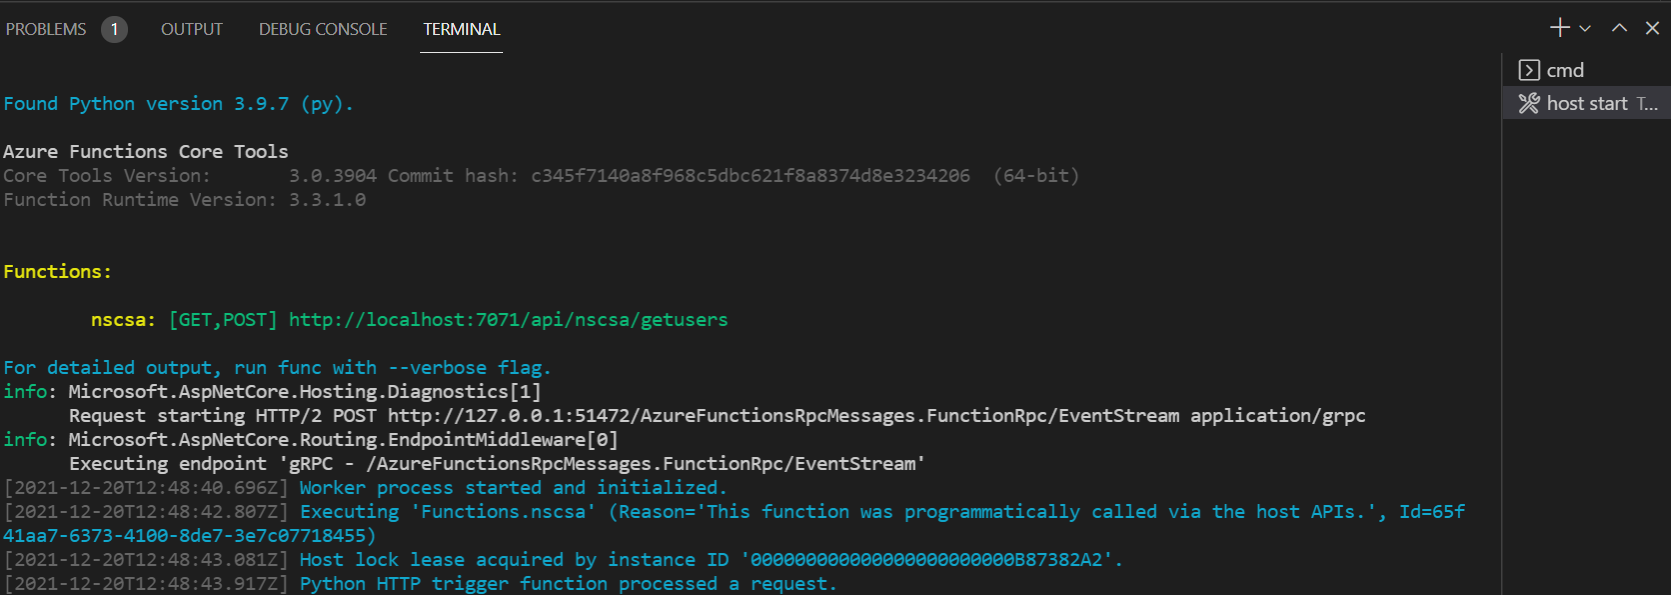 PROBLEMS 1 OUTPUT DEBUG CONSOLE TERMINAL
cmd
host start T...
Found Python version 3.9.7 (py).
Azure Functions Core Tools
Core Tools Version:       3.0.3904 Commit hash: c345f7140a8f968c5dbc621f8a8374d8e3234206  (64-bit)
Function Runtime Version: 3.3.1.0
Functions:
nscsa: [GET,POST] http://localhost:7071/api/nscsa/getusers
For detailed output, run func with --verbose flag.
info: Microsoft.AspNetCore.Hosting.Diagnostics[1]
Request starting HTTP/2 POST http://127.0.0.1:51472/AzureFunctionsRpcMessages.FunctionRpc/EventStream application/grpc
info: Microsoft.AspNetCore.Routing.EndpointMiddleware[0]
Executing endpoint 'gRPC - /AzureFunctionsRpcMessages.FunctionRpc/EventStream'
[2021-12-20T12:48:40.696Z] Worker process started and initialized.
[2021-12-20T12:48:42.807Z] Executing 'Functions.nscsa' (Reason='This function was programmatically called via the host APIs.', Id=65f
41aa7-6373-4100-8de7-3e7c07718455)
[2021-12-20T12:48:43.081Z] Host lock lease acquired by instance ID '000000000000000000000000B87382A2'.
[2021-12-20T12:48:43.917Z] Python HTTP trigger function processed a request.